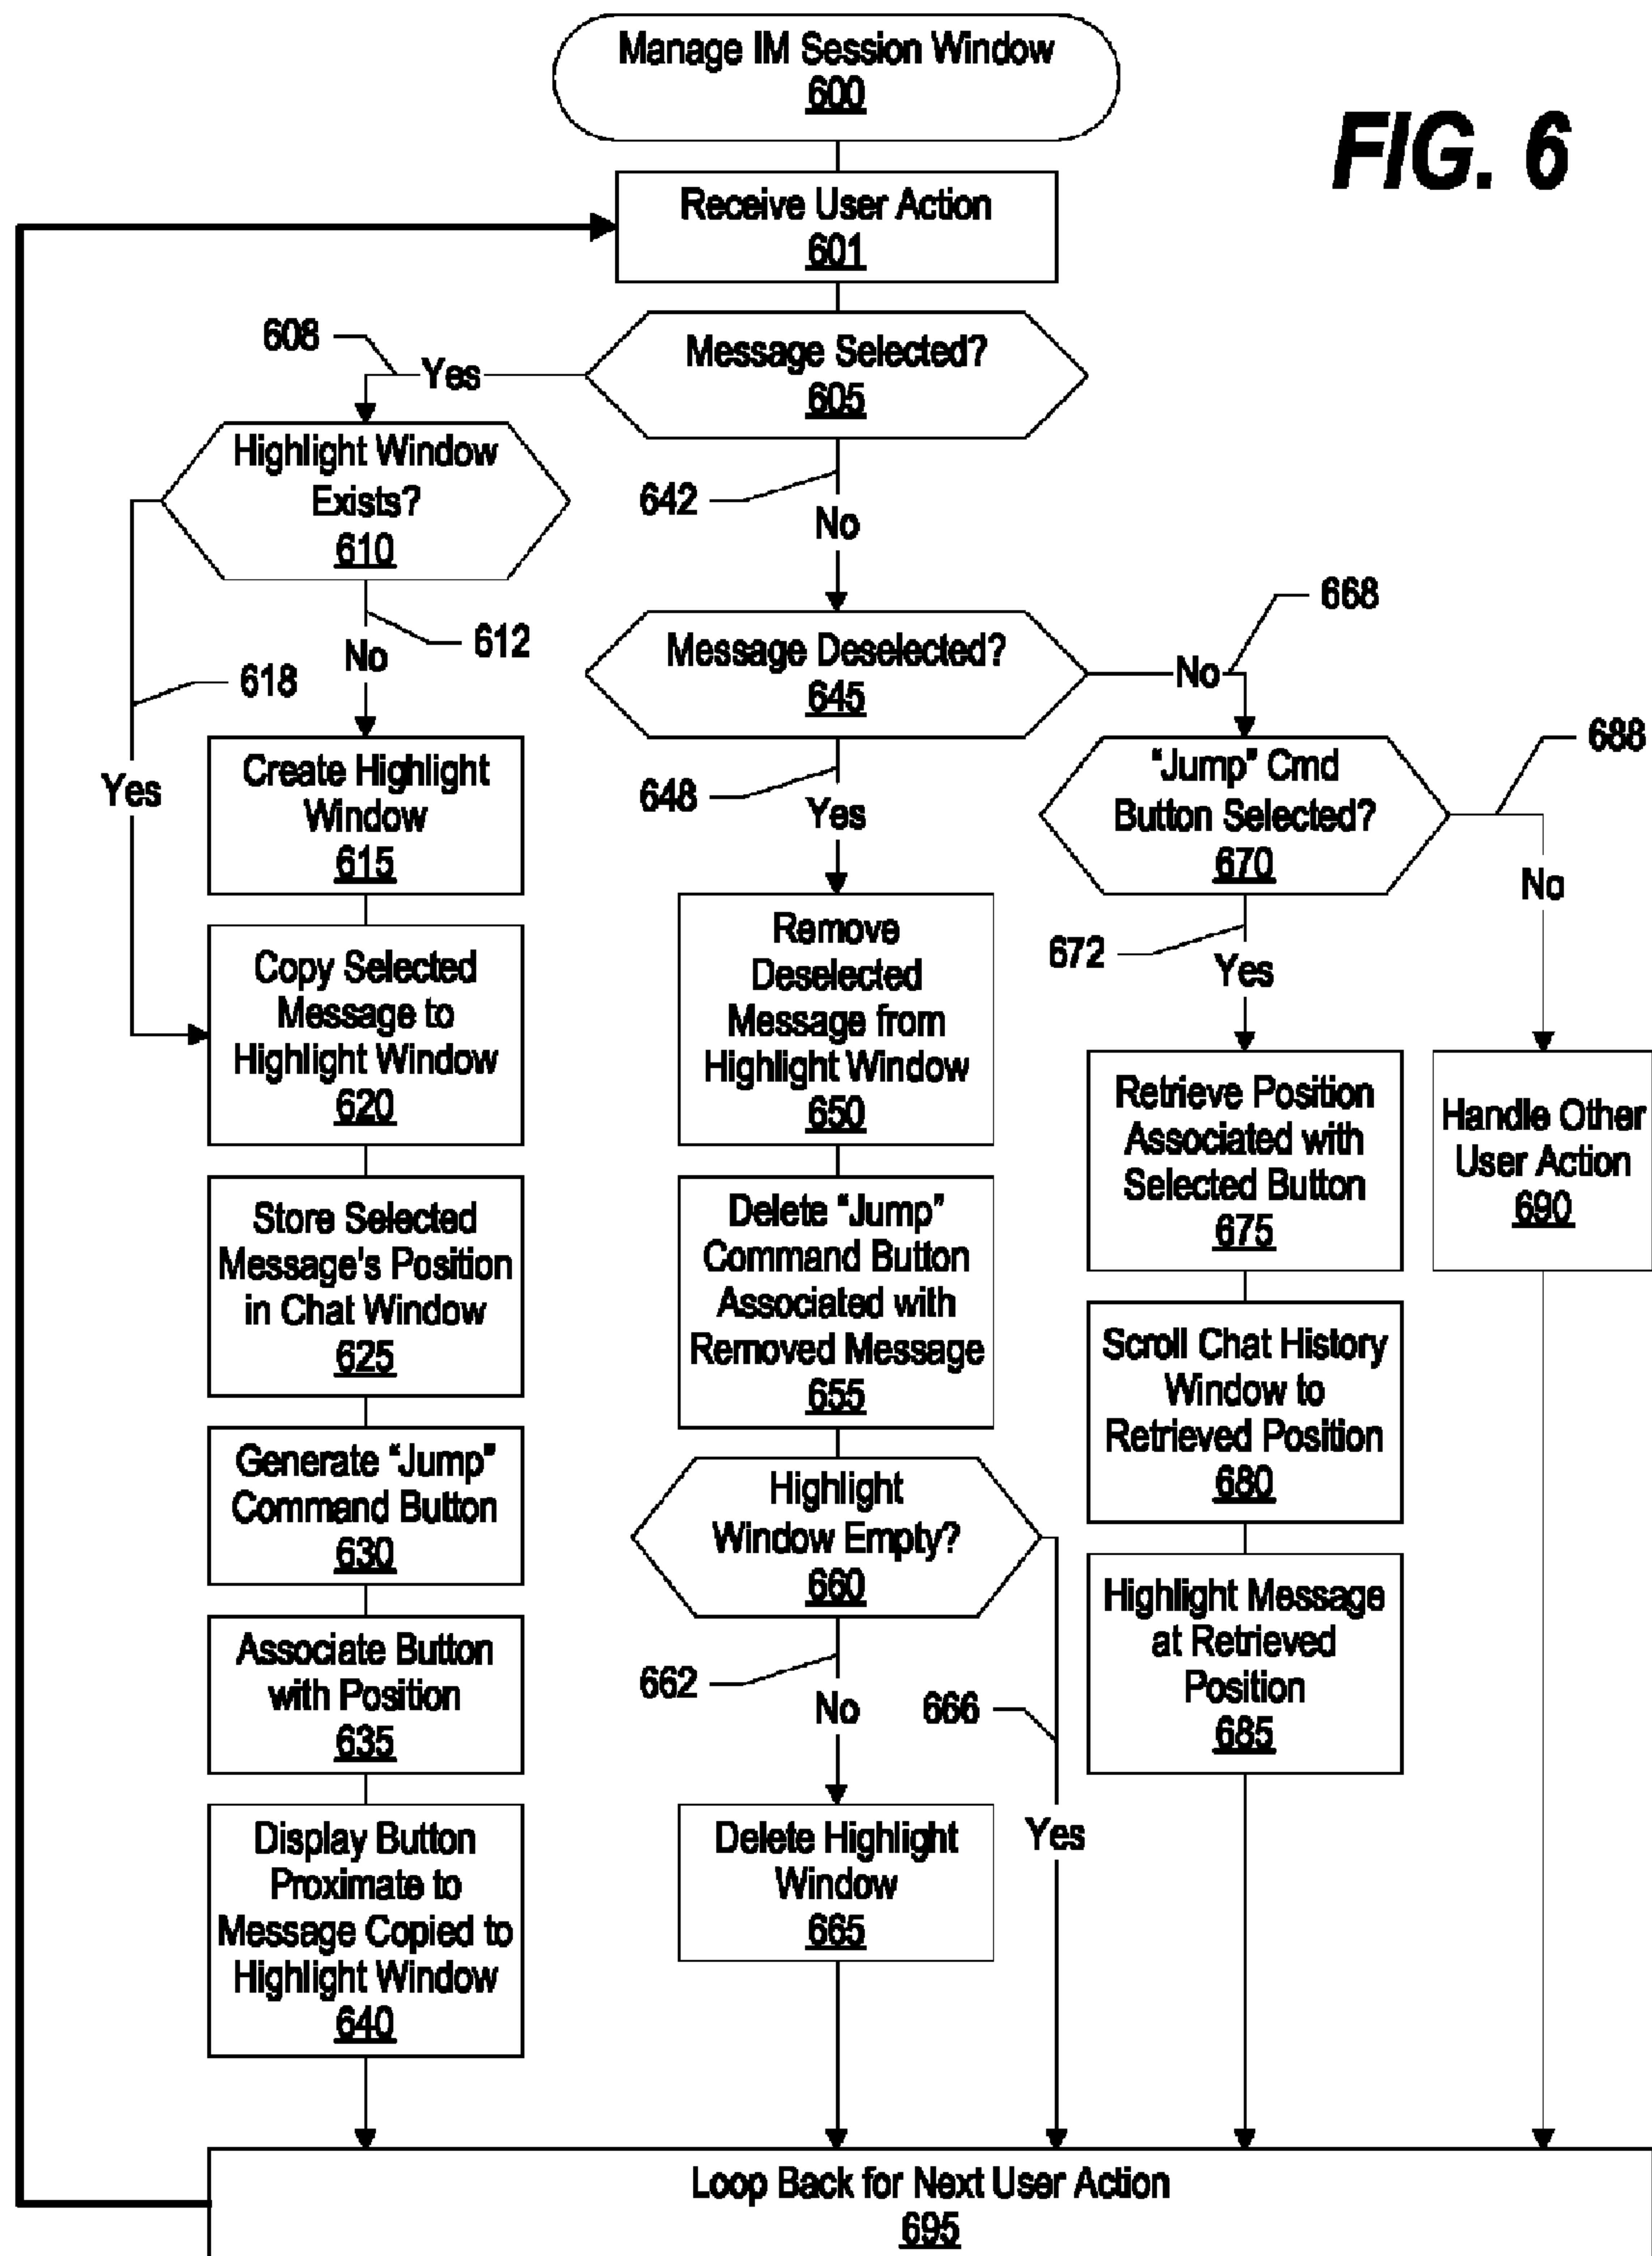 Manage IM Session Window
600
FIG. 6
Receive User Action
601
608
Yes
Message Selected?
605
Highlight Window
Exists?
610
642
No
612
No
618
Yes
Message Deselected?
645
No
668
648
Yes
"Jump" Cmd
Button Selected?
670
688
No
672
Yes
Create Highlight
Window
615
Copy Selected
Message to
Highlight Window
620
Store Selected
Message's Position
in Chat Window
625
Generate "Jump"
Command Button
630
Associate Button
with Position
635
Display Button
Proximate to
Message Copied to
Highlight Window
640
Remove
Deselected
Message from
Highlight Window
650
Delete "Jump"
Command Button
Associated with
Removed Message
655
Highlight
Window Empty?
660
662
No
666
Yes
Delete Highlight
Window
665
Retrieve Position
Associated with
Selected Button
675
Scroll Chat History
Window to
Retrieved Position
680
Highlight Message
at Retrieved
Position
685
Handle Other
User Action
690
Loop Back for Next User Action
695